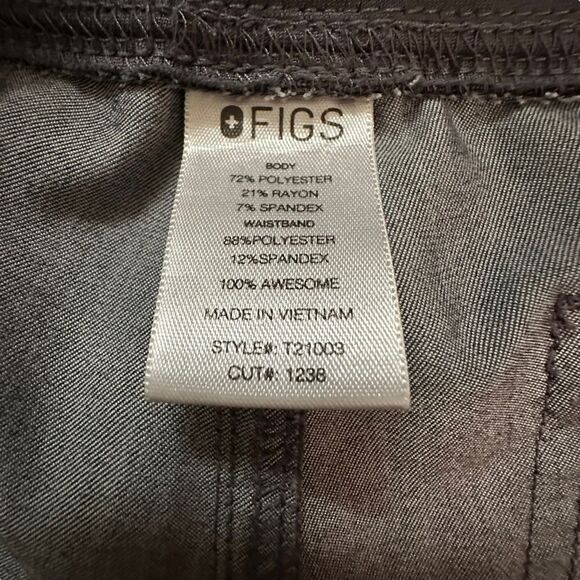 FIGS
BODY
72% POLYESTER
21% RAYON
7% SPANDEX
WAISTBAND
88%POLYESTER
12%SPANDEX
100% AWESOME
MADE IN VIETNAM
STYLE#: T21003
CUT#: 1238